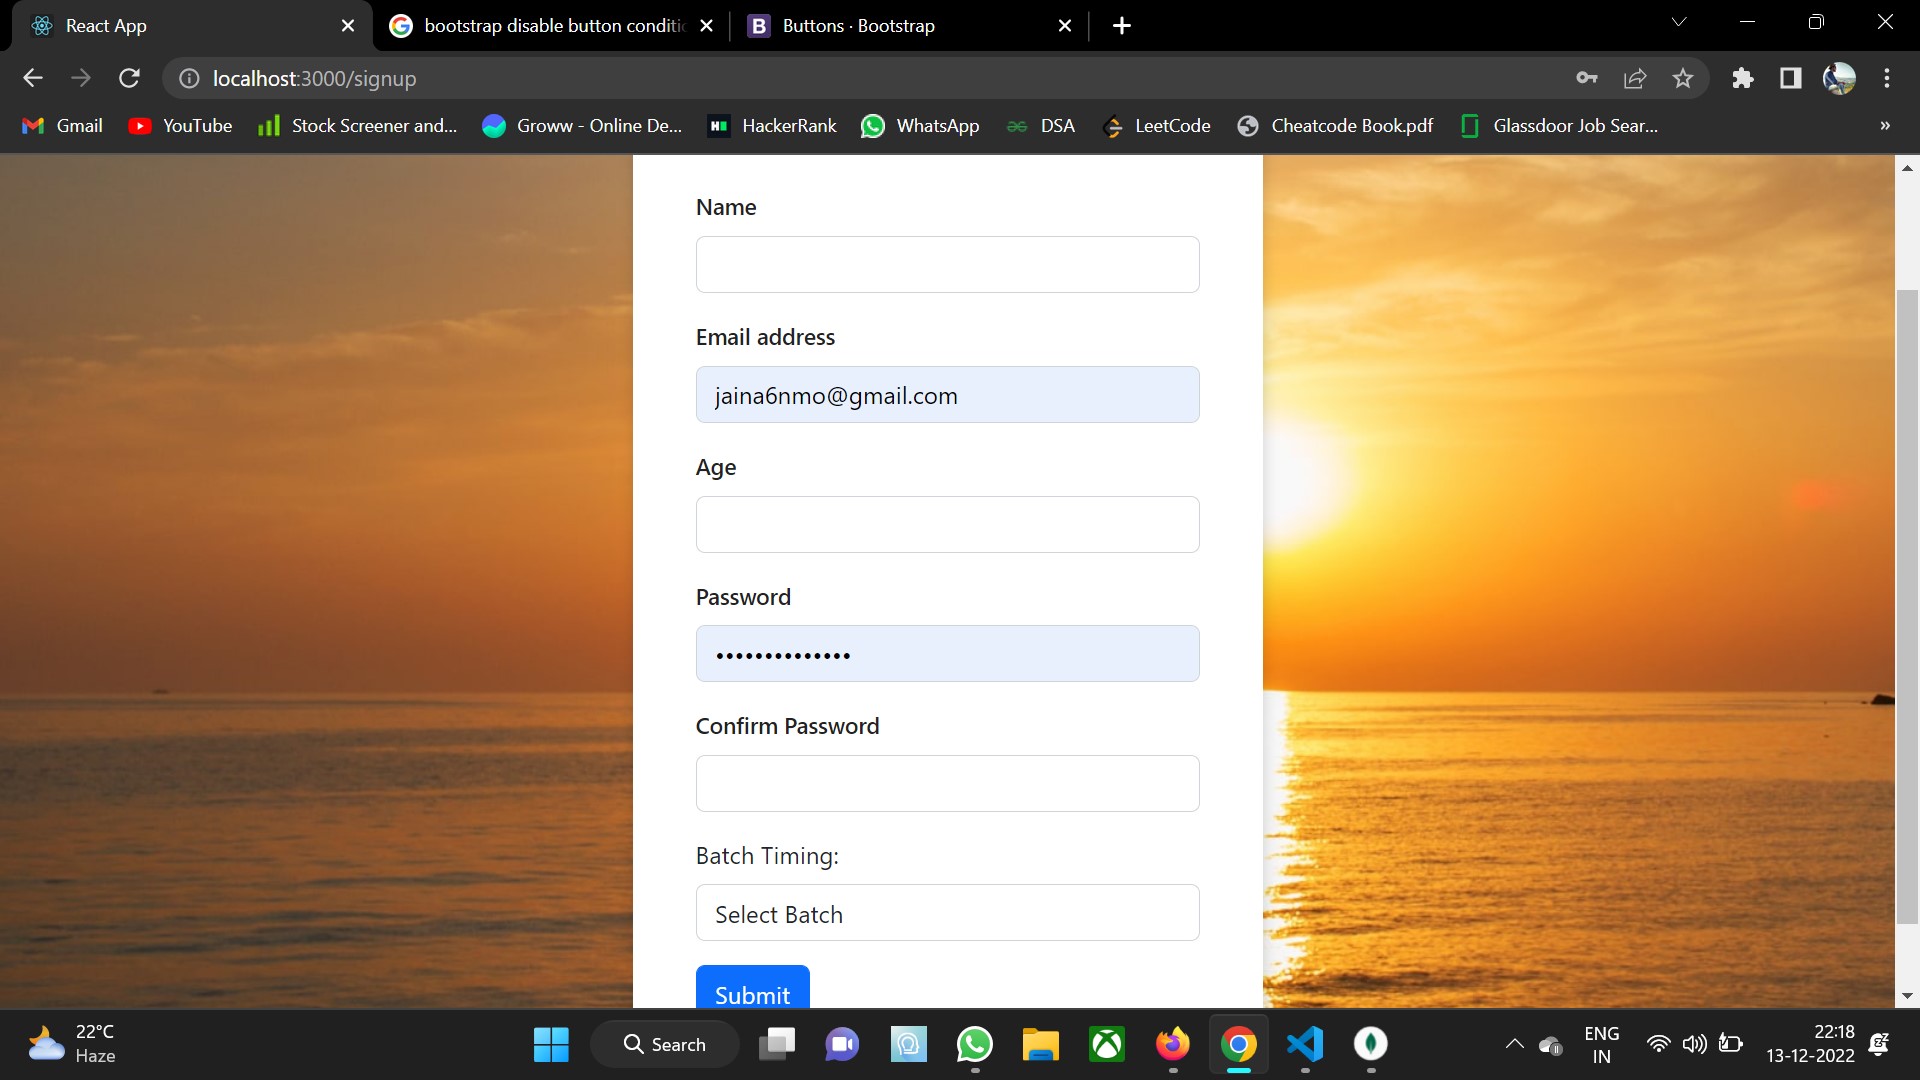 React App
bootstrap disable button conditi
B Buttons · Bootstrap
localhost:3000/signup
Gmail YouTube Stock Screener and... Groww - Online De... HackerRank WhatsApp DSA LeetCode Cheatcode Book.pdf Glassdoor Job Sear... »
Name
Email address
jaina6nmo@gmail.com
Age
Password
••••••••••••••
Confirm Password
Batch Timing:
Select Batch
Submit
22°C
Haze
Search
ENG
IN
22:18
13-12-2022